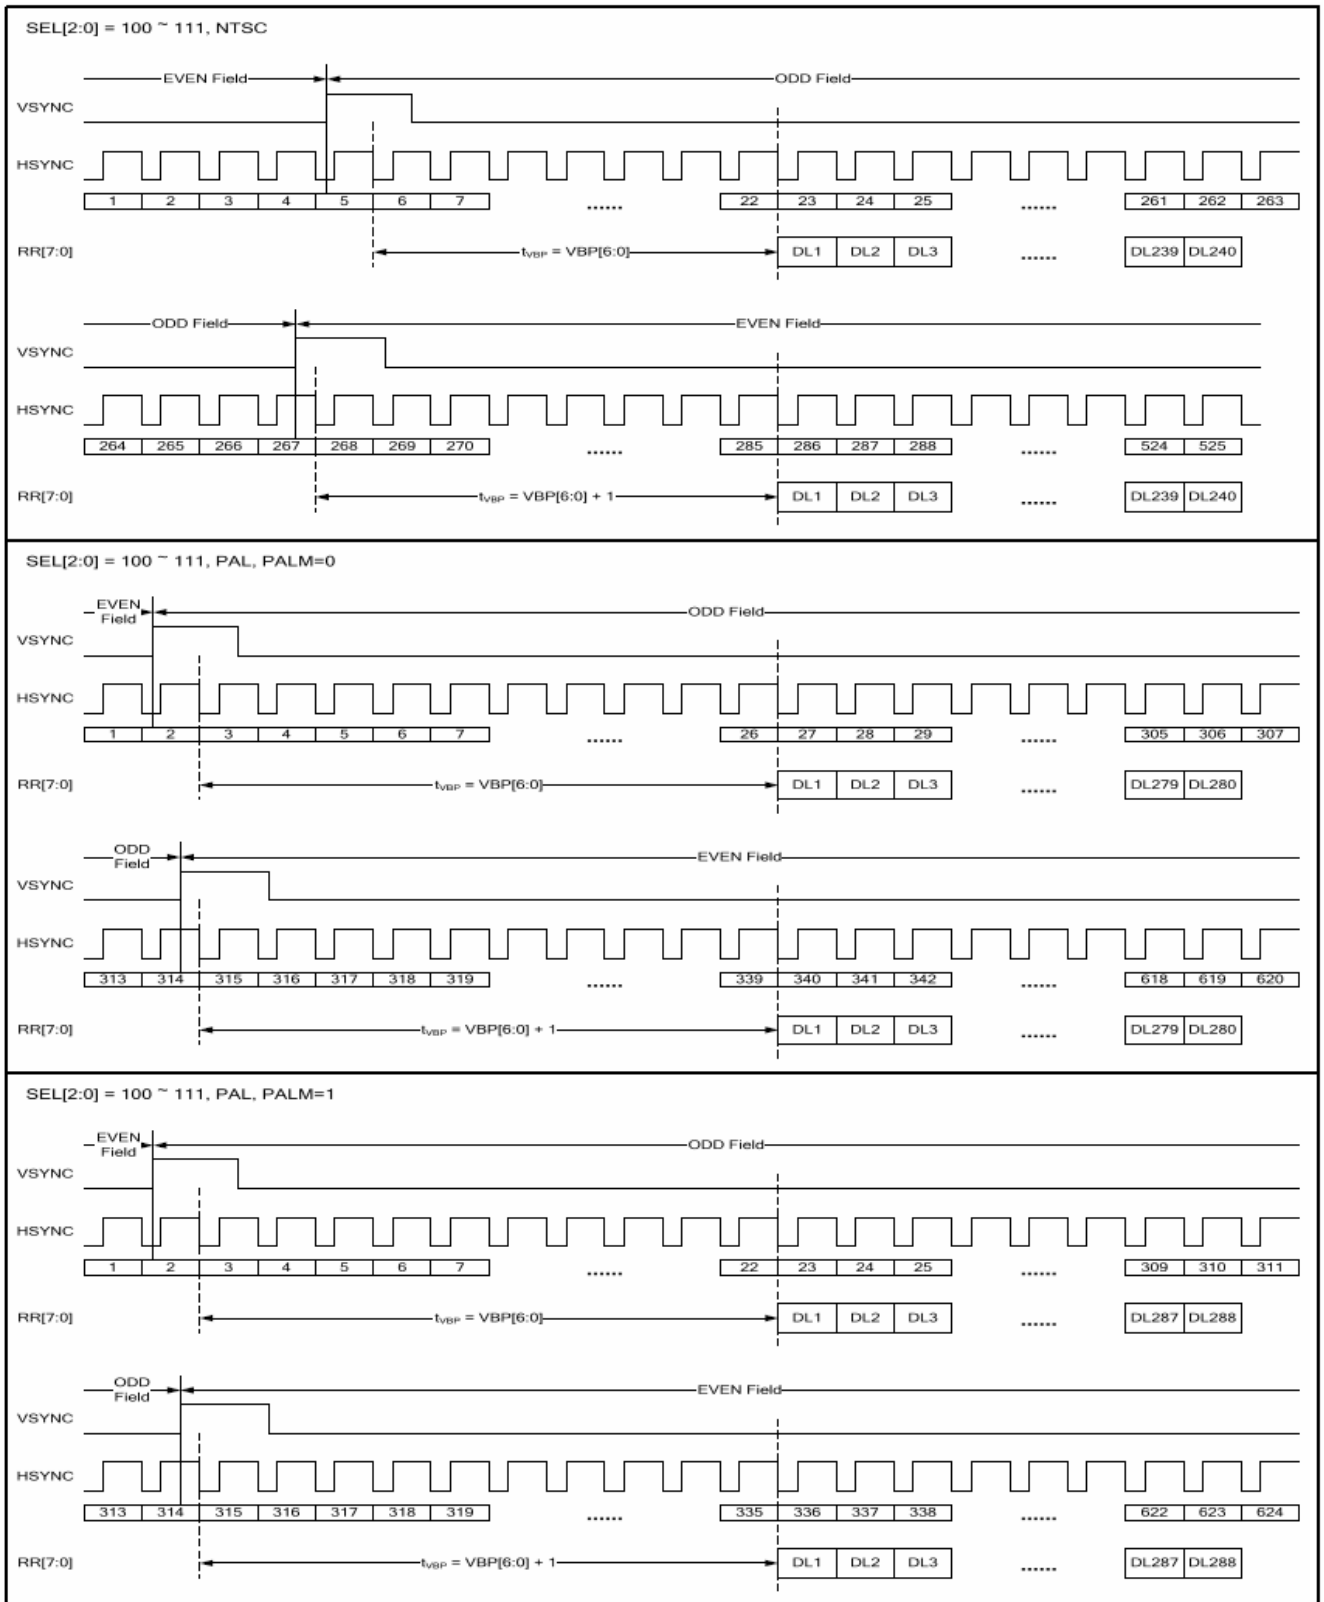 SEL[2:0] = 100 ~ 111, NTSC
EVEN Field ODD Field
VSYNC
HSYNC
1 2 3 4 5 6 7 ...... 22 23 24 25 ...... 261 262 263
RR[7:0] tVBP = VBP[6:0] DL1 DL2 DL3 ...... DL239 DL240
ODD Field EVEN Field
VSYNC
HSYNC
264 265 266 267 268 269 270 ...... 285 286 287 288 ...... 524 525
RR[7:0] tVBP = VBP[6:0] + 1 DL1 DL2 DL3 ...... DL239 DL240
SEL[2:0] = 100 ~ 111, PAL, PALM=0
EVEN Field ODD Field
VSYNC
HSYNC
1 2 3 4 5 6 7 ...... 26 27 28 29 ...... 305 306 307
RR[7:0] tVBP = VBP[6:0] DL1 DL2 DL3 ...... DL279 DL280
ODD Field EVEN Field
VSYNC
HSYNC
313 314 315 316 317 318 319 ...... 339 340 341 342 ...... 618 619 620
RR[7:0] tVBP = VBP[6:0] + 1 DL1 DL2 DL3 ...... DL279 DL280
SEL[2:0] = 100 ~ 111, PAL, PALM=1
EVEN Field ODD Field
VSYNC
HSYNC
1 2 3 4 5 6 7 ...... 22 23 24 25 ...... 309 310 311
RR[7:0] tVBP = VBP[6:0] DL1 DL2 DL3 ...... DL287 DL288
ODD Field EVEN Field
VSYNC
HSYNC
313 314 315 316 317 318 319 ...... 335 336 337 338 ...... 622 623 624
RR[7:0] tVBP = VBP[6:0] + 1 DL1 DL2 DL3 ...... DL287 DL288